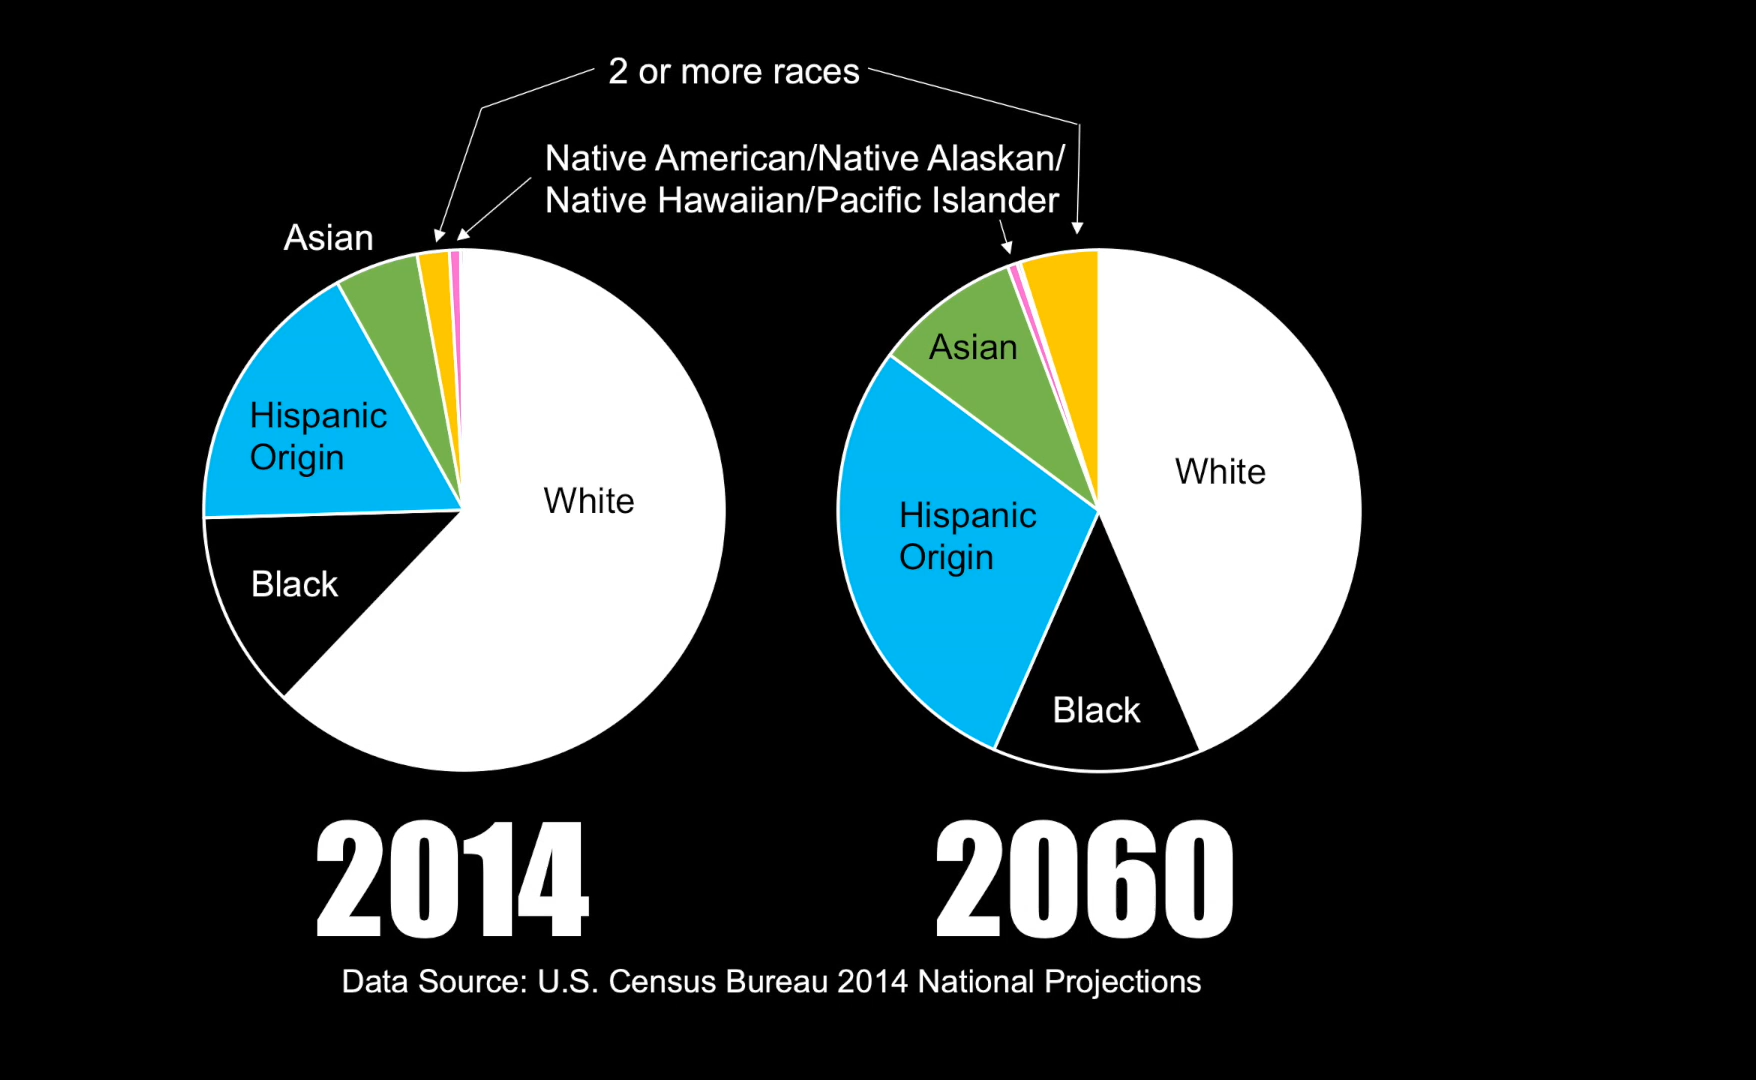 2 or more races
Native American/Native Alaskan/
Native Hawaiian/Pacific Islander
Asian
Hispanic
Origin
White
Black
Asian
White
Hispanic
Origin
Black
2014
2060
Data Source: U.S. Census Bureau 2014 National Projections